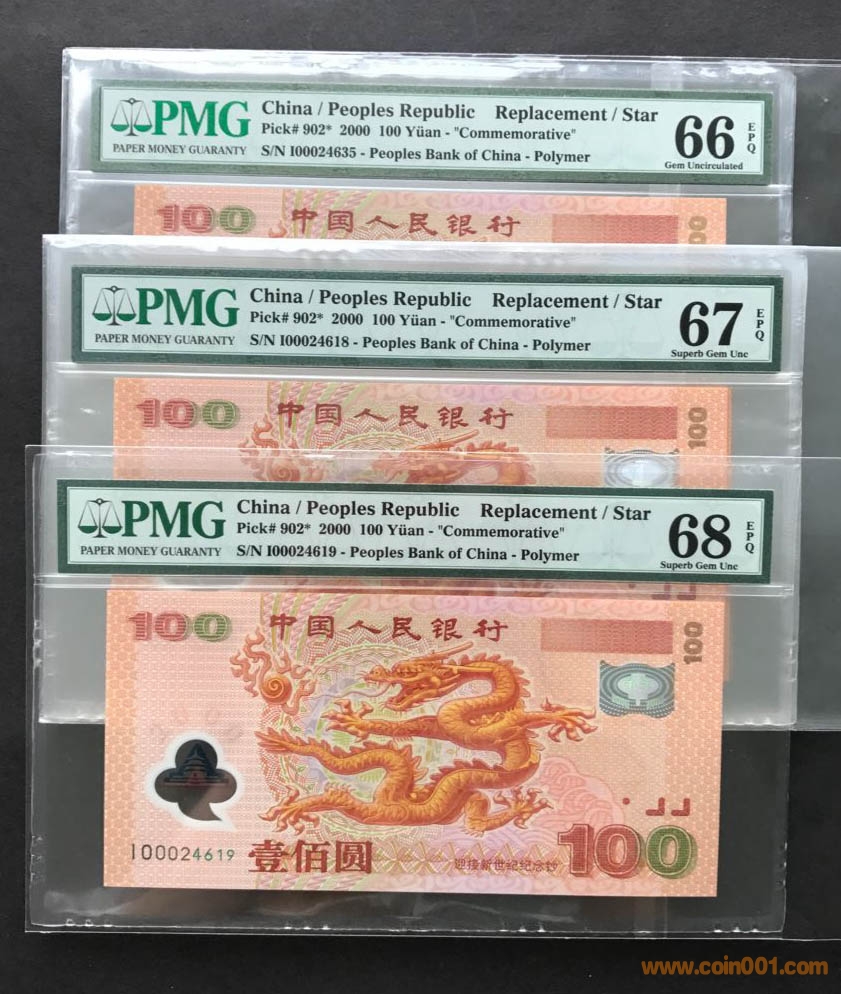 PMG
PAPER MONEY GUARANTY
China / Peoples Republic Replacement / Star
Pick# 902* 2000 100 Yüan - "Commemorative"
S/N I00024635 - Peoples Bank of China - Polymer
66
EPQ
Gem Uncirculated
100 中国人民银行
100
PMG
PAPER MONEY GUARANTY
China / Peoples Republic Replacement / Star
Pick# 902* 2000 100 Yüan - "Commemorative"
S/N I00024618 - Peoples Bank of China - Polymer
67
EPQ
Superb Gem Unc
100 中国人民银行
100
PMG
PAPER MONEY GUARANTY
China / Peoples Republic Replacement / Star
Pick# 902* 2000 100 Yüan - "Commemorative"
S/N I00024619 - Peoples Bank of China - Polymer
68
EPQ
Superb Gem Unc
100 中国人民银行
100
I00024619 壹佰圆
迎接新世纪纪念钞
100
www.coin001.com